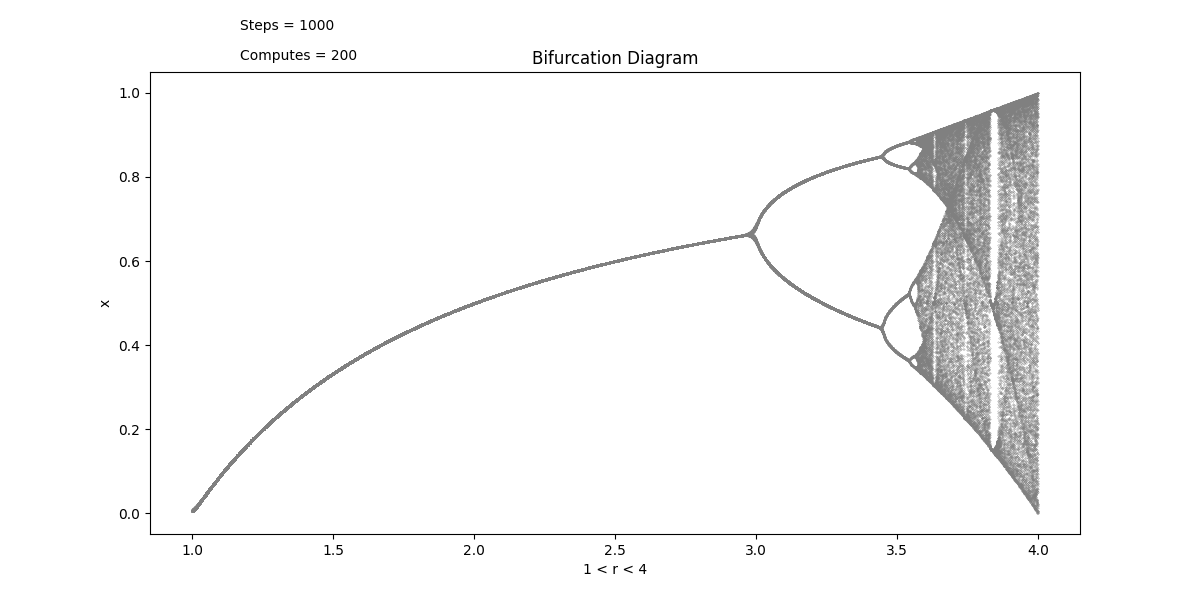 Steps = 1000
Computes = 200
Bifurcation Diagram
1.0
0.8
0.6
0.4
0.2
0.0
x
1.0 1.5 2.0 2.5 3.0 3.5 4.0
1 < r < 4